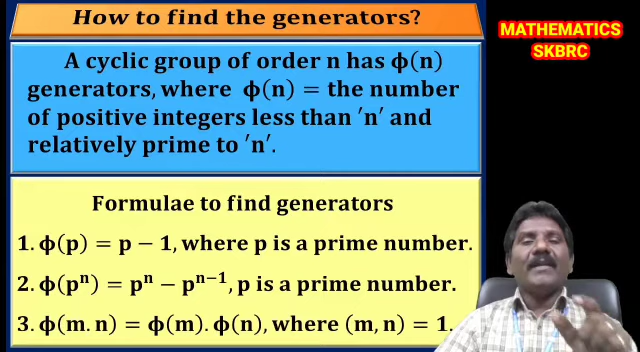 How to find the generators?
MATHEMATICS
SKBRC
A cyclic group of order n has ϕ(n)
generators, where ϕ(n) = the number
of positive integers less than ′n′ and
relatively prime to ′n′.
Formulae to find generators
1. ϕ(p) = p − 1, where p is a prime number.
2. ϕ(pⁿ) = pⁿ − pⁿ⁻¹, p is a prime number.
3. ϕ(m. n) = ϕ(m). ϕ(n), where (m, n) = 1.